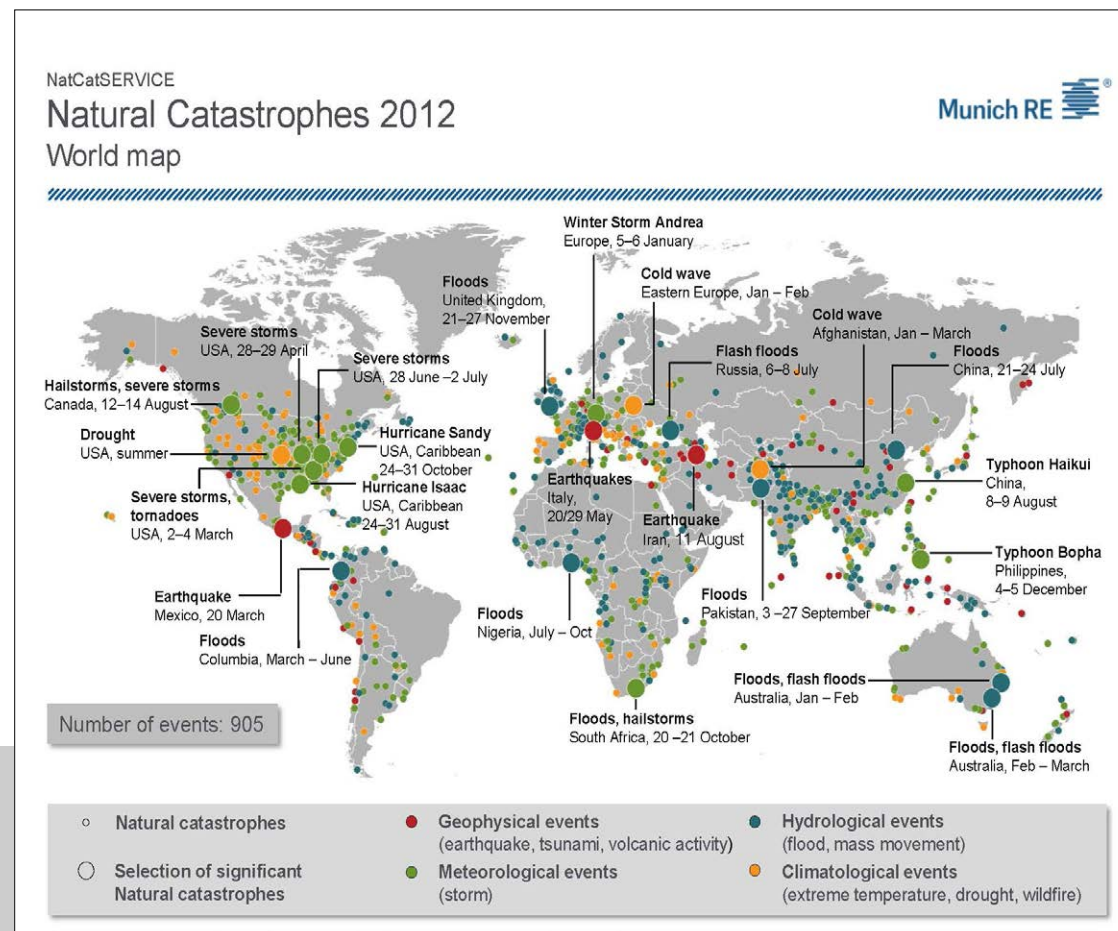 NatCatSERVICE
Natural Catastrophes 2012
World map
Munich RE
®
Winter Storm Andrea
Europe, 5–6 January
Cold wave
Eastern Europe, Jan – Feb
Floods
United Kingdom,
21–27 November
Cold wave
Afghanistan, Jan – March
Severe storms
USA, 28–29 April
Severe storms
USA, 28 June –2 July
Flash floods
Russia, 6–8 July
Floods
China, 21–24 July
Hailstorms, severe storms
Canada, 12–14 August
Drought
USA, summer
Hurricane Sandy
USA, Caribbean
24–31 October
Severe storms,
tornadoes
USA, 2–4 March
Hurricane Isaac
USA, Caribbean
24–31 August
Earthquakes
Italy,
20/29 May
Earthquake
Iran, 11 August
Typhoon Haikui
China,
8–9 August
Typhoon Bopha
Philippines,
4–5 December
Earthquake
Mexico, 20 March
Floods
Columbia, March – June
Floods
Nigeria, July – Oct
Floods
Pakistan, 3 –27 September
Floods, flash floods
Australia, Jan – Feb
Floods, hailstorms
South Africa, 20 –21 October
Floods, flash floods
Australia, Feb – March
Number of events: 905
Natural catastrophes
Selection of significant
Natural catastrophes
Geophysical events
(earthquake, tsunami, volcanic activity)
Meteorological events
(storm)
Hydrological events
(flood, mass movement)
Climatological events
(extreme temperature, drought, wildfire)